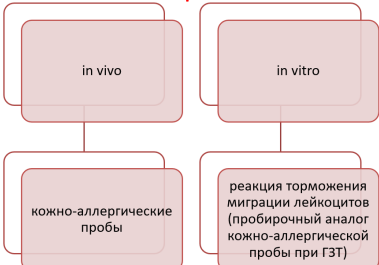 in vivo
in vitro
кожно-аллергические
пробы
реакция торможения
миграции лейкоцитов
(пробирочный аналог
кожно-аллергической
пробы при ГЗТ)